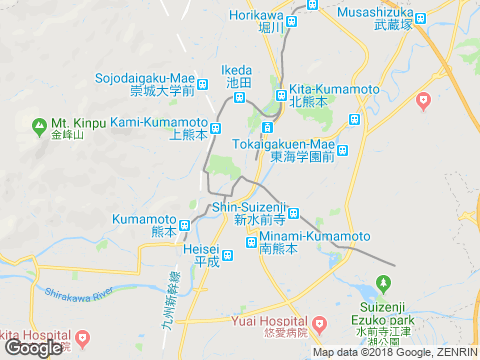 Musashizuka
武蔵塚
Horikawa
堀川
Ikeda
池田
Sojodaigaku-Mae
崇城大学前
Kita-Kumamoto
北熊本
Mt. Kinpu
金峰山
Kami-Kumamoto
上熊本
Tokaigakuen-Mae
東海学園前
Shin-Suizenji
新水前寺
Kumamoto
熊本
Minami-Kumamoto
南熊本
Heisei
平成
九州新幹線
Shirakawa River
Suizenji
Ezuko park
水前寺江津
湖公園
Yuai Hospital
悠愛病院
kita Hospital
病院
Google
Map data ©2018 Google, ZENRIN